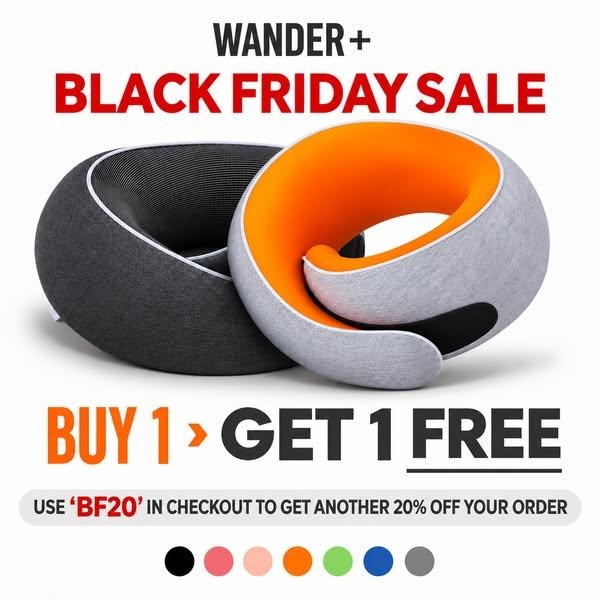 WANDER+
BLACK FRIDAY SALE
BUY 1 › GET 1 FREE
USE 'BF20' IN CHECKOUT TO GET ANOTHER 20% OFF YOUR ORDER